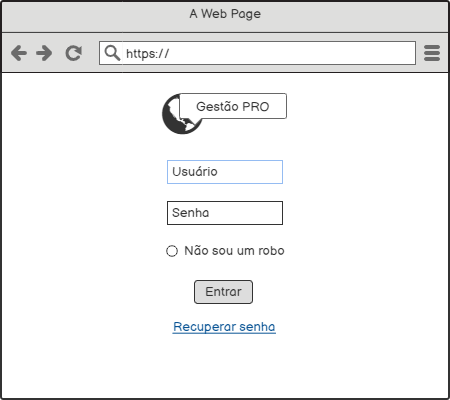 A Web Page
https://
Gestão PRO
Usuário
Senha
Não sou um robo
Entrar
Recuperar senha